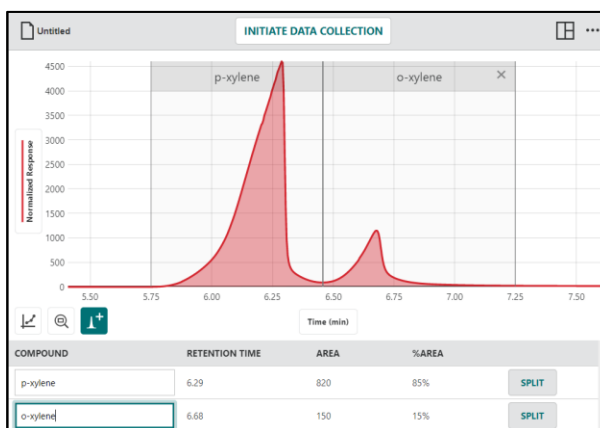 Untitled
INITIATE DATA COLLECTION
p-xylene
o-xylene
Normalized Response
4500
4000
3500
3000
2500
2000
1500
1000
500
0
5.50 5.75 6.00 6.25 6.50 6.75 7.00 7.25 7.50
Time (min)
COMPOUND RETENTION TIME AREA %AREA
p-xylene 6.29 820 85% SPLIT
o-xylene 6.68 150 15% SPLIT